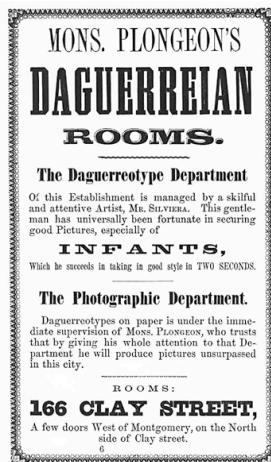 MONS. PLONGEON'S
DAGUERREIAN
ROOMS.
The Daguerreotype Department
Of this Establishment is managed by a skilful
and attentive Artist, MR. SILVIERA. This gentle-
man has universally been fortunate in securing
good Pictures, especially of
INFANTS,
Which he succeeds in taking in good style in TWO SECONDS.
The Photographic Department.
Daguerreotypes on paper is under the imme-
diate supervision of MONS. PLONGEON, who trusts
that by giving his whole attention to that De-
partment he will produce pictures unsurpassed
in this city.
ROOMS:
166 CLAY STREET,
A few doors West of Montgomery, on the North
side of Clay street.
6